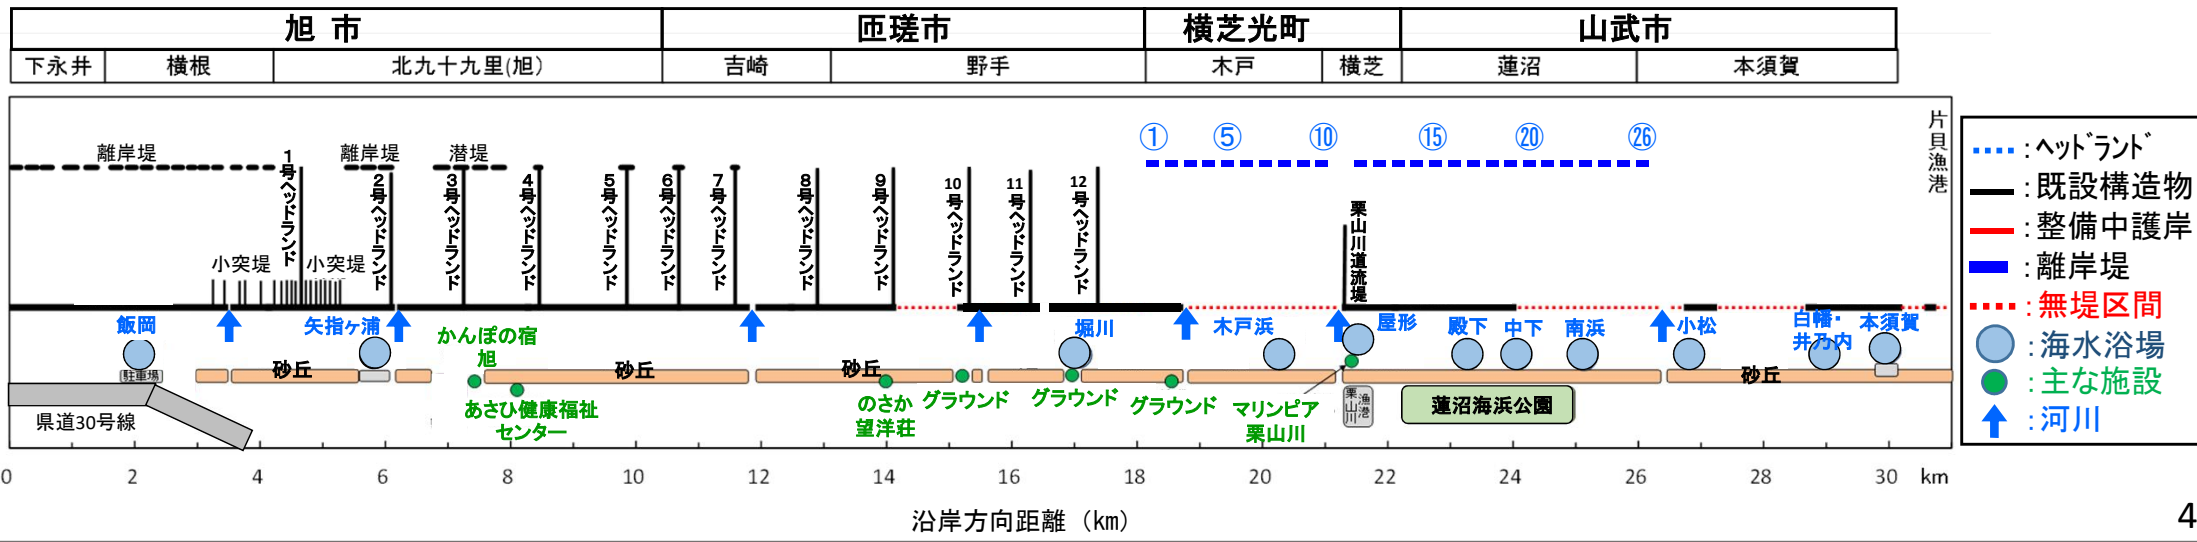 旭 市
匝瑳市
横芝光町
山武市
下永井
横根
北九十九里(旭)
吉崎
野手
木戸
横芝
蓮沼
本須賀
離岸堤
離岸堤
潜堤
①
⑤
⑩
⑮
⑳
㉖
片貝漁港
1号ヘッドランド
2号ヘッドランド
3号ヘッドランド
4号ヘッドランド
5号ヘッドランド
6号ヘッドランド
7号ヘッドランド
8号ヘッドランド
9号ヘッドランド
10号ヘッドランド
11号ヘッドランド
12号ヘッドランド
栗山川導流堤
小突堤
小突堤
飯岡
矢指ヶ浦
かんぽの宿
旭
堀川
木戸浜
屋形
殿下
中下
南浜
小松
白幡・
井乃内
本須賀
駐車場
砂丘
砂丘
砂丘
砂丘
県道30号線
あさひ健康福祉
センター
のさか
望洋荘
グラウンド
グラウンド
グラウンド
マリンピア
栗山川
栗山川
漁港
蓮沼海浜公園
0
2
4
6
8
10
12
14
16
18
20
22
24
26
28
30
km
沿岸方向距離（km）
：ヘッドランド
：既設構造物
：整備中護岸
：離岸堤
：無堤区間
：海水浴場
：主な施設
：河川
4